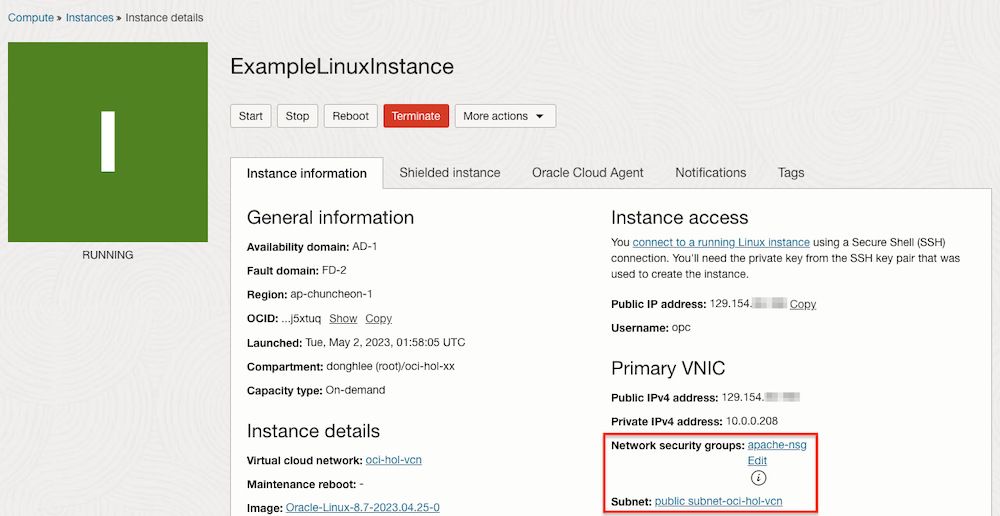 Compute » Instances » Instance details
ExampleLinuxInstance
Start Stop Reboot Terminate More actions
Instance information Shielded instance Oracle Cloud Agent Notifications Tags
RUNNING
General information
Availability domain: AD-1
Fault domain: FD-2
Region: ap-chuncheon-1
OCID: ...j5xtuq Show Copy
Launched: Tue, May 2, 2023, 01:58:05 UTC
Compartment: donghlee (root)/oci-hol-xx
Capacity type: On-demand
Instance details
Virtual cloud network: oci-hol-vcn
Maintenance reboot: -
Image: Oracle-Linux-8.7-2023.04.25-0
Instance access
You connect to a running Linux instance using a Secure Shell (SSH)
connection. You'll need the private key from the SSH key pair that was
used to create the instance.
Public IP address: 129.154. Copy
Username: opc
Primary VNIC
Public IPv4 address: 129.154.
Private IPv4 address: 10.0.0.208
Network security groups: apache-nsg
Edit
i
Subnet: public subnet-oci-hol-vcn